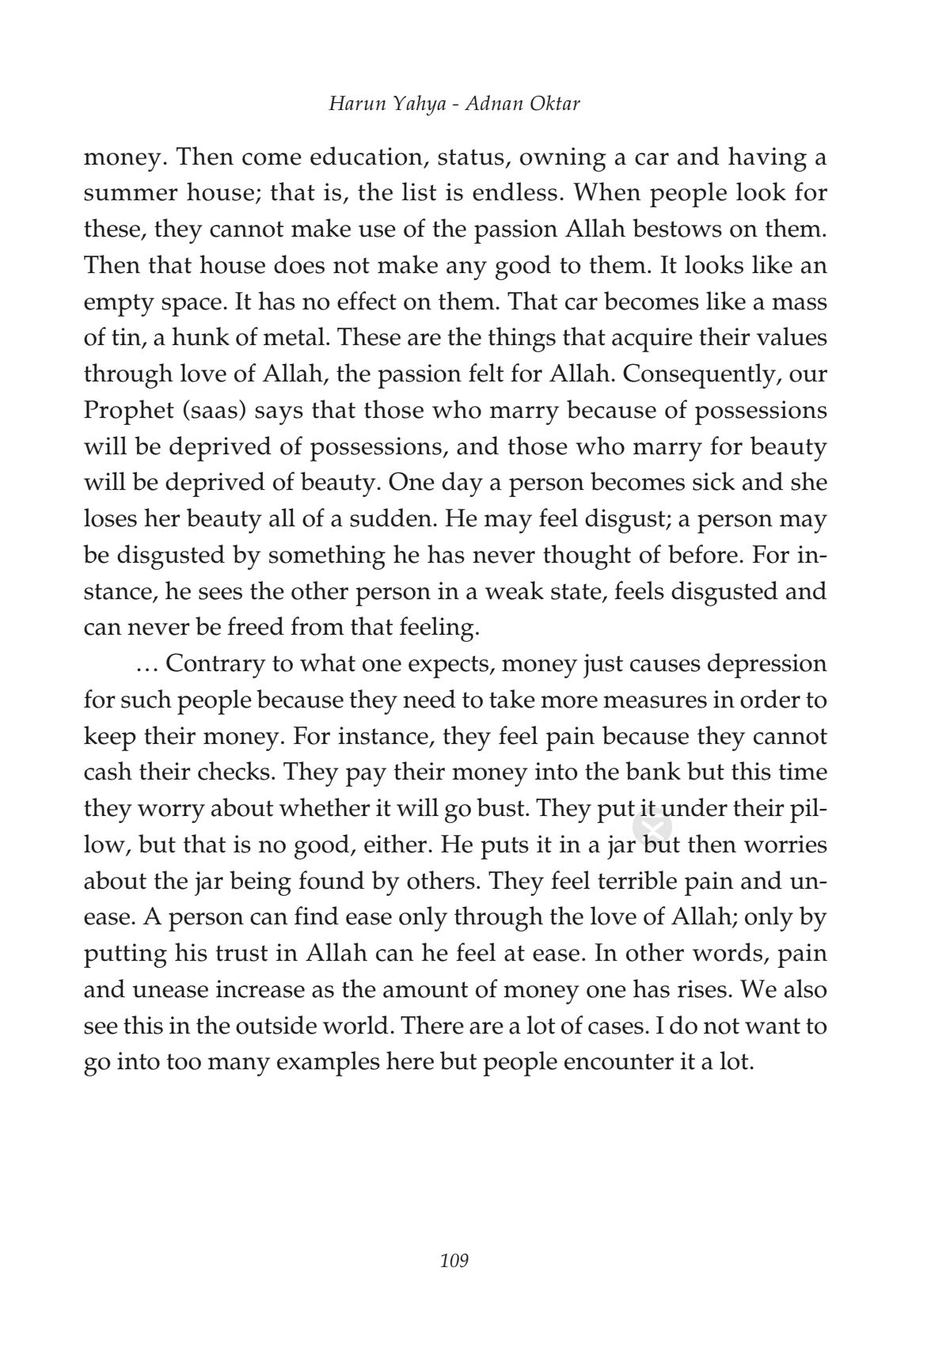 Harun Yahya - Adnan Oktar
money. Then come education, status, owning a car and having a
summer house; that is, the list is endless. When people look for
these, they cannot make use of the passion Allah bestows on them.
Then that house does not make any good to them. It looks like an
empty space. It has no effect on them. That car becomes like a mass
of tin, a hunk of metal. These are the things that acquire their values
through love of Allah, the passion felt for Allah. Consequently, our
Prophet (saas) says that those who marry because of possessions
will be deprived of possessions, and those who marry for beauty
will be deprived of beauty. One day a person becomes sick and she
loses her beauty all of a sudden. He may feel disgust; a person may
be disgusted by something he has never thought of before. For in-
stance, he sees the other person in a weak state, feels disgusted and
can never be freed from that feeling.
… Contrary to what one expects, money just causes depression
for such people because they need to take more measures in order to
keep their money. For instance, they feel pain because they cannot
cash their checks. They pay their money into the bank but this time
they worry about whether it will go bust. They put it under their pil-
low, but that is no good, either. He puts it in a jar but then worries
about the jar being found by others. They feel terrible pain and un-
ease. A person can find ease only through the love of Allah; only by
putting his trust in Allah can he feel at ease. In other words, pain
and unease increase as the amount of money one has rises. We also
see this in the outside world. There are a lot of cases. I do not want to
go into too many examples here but people encounter it a lot.
109